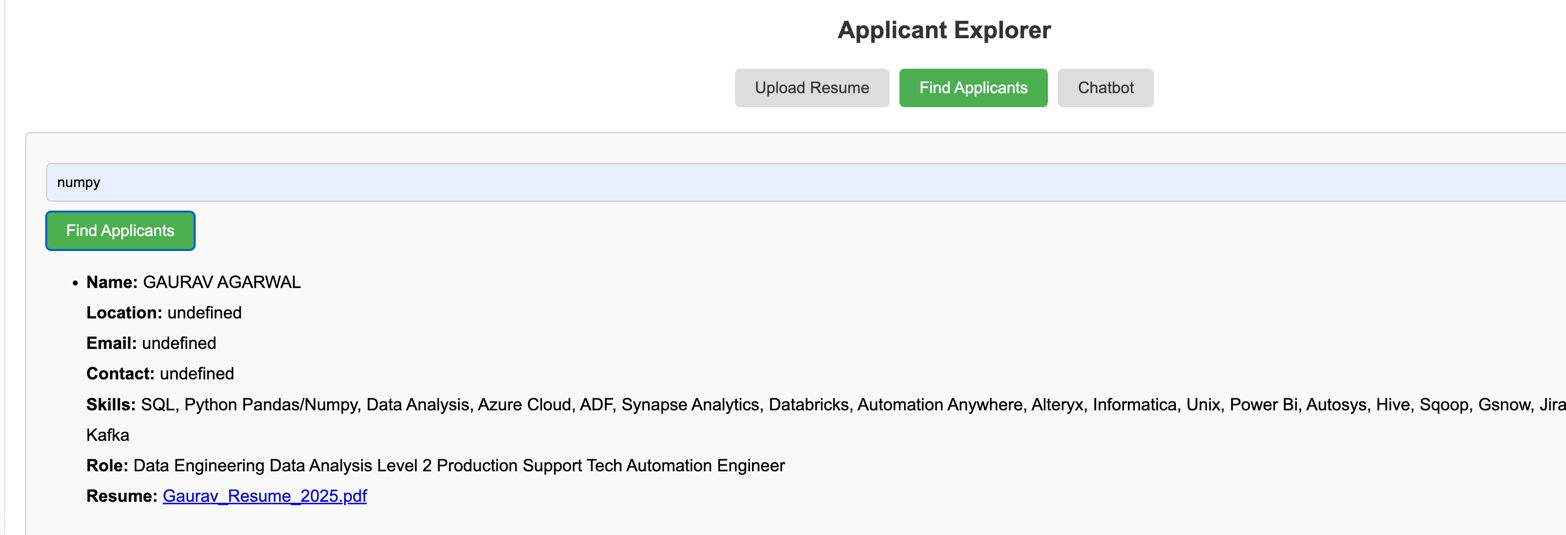 Applicant Explorer
Upload Resume Find Applicants Chatbot
numpy
Find Applicants
• Name: GAURAV AGARWAL
Location: undefined
Email: undefined
Contact: undefined
Skills: SQL, Python Pandas/Numpy, Data Analysis, Azure Cloud, ADF, Synapse Analytics, Databricks, Automation Anywhere, Alteryx, Informatica, Unix, Power Bi, Autosys, Hive, Sqoop, Gsnow, Jira
Kafka
Role: Data Engineering Data Analysis Level 2 Production Support Tech Automation Engineer
Resume: Gaurav_Resume_2025.pdf